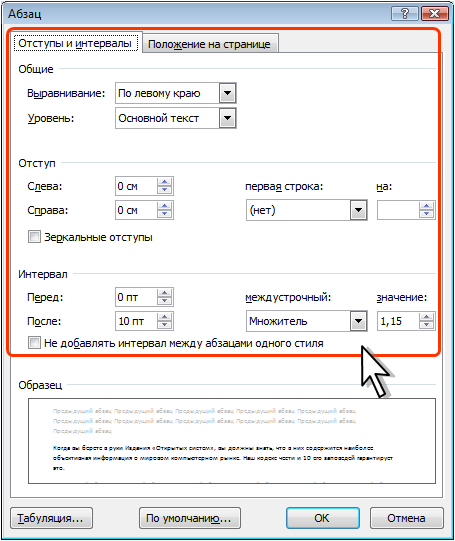 Абзац
Отступы и интервалы Положение на странице
Общие
Выравнивание: По левому краю
Уровень: Основной текст
Отступ
Слева: 0 см первая строка: на:
Справа: 0 см (нет)
Зеркальные отступы
Интервал
Перед: 0 пт междустрочный: значение:
После: 10 пт Множитель 1,15
Не добавлять интервал между абзацами одного стиля
Образец
Предыдущий абзац Предыдущий абзац Предыдущий абзац Предыдущий абзац Предыдущий абзац
Предыдущий абзац Предыдущий абзац Предыдущий абзац Предыдущий абзац Предыдущий абзац
Предыдущий абзац
Когда вы берете в руки Издания «Открытых систем», вы должны знать, что в них содержится наиболее
объективная информация о мировом компьютерном рынке. Наш кодекс чести и 10 его заповедей гарантирует
это.
Табуляция... По умолчанию... ОК Отмена